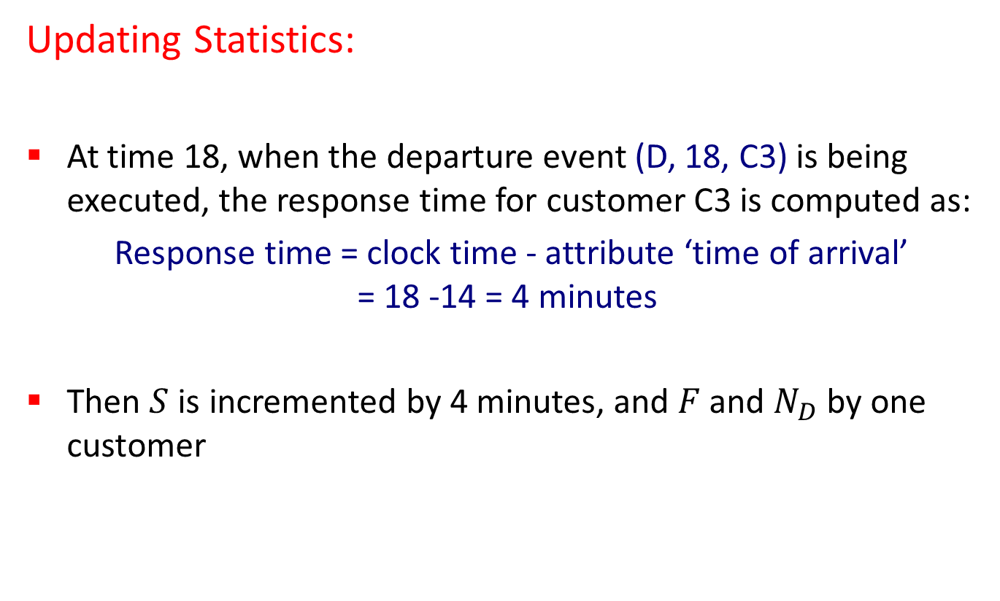 Updating Statistics:
▪ At time 18, when the departure event (D, 18, C3) is being
executed, the response time for customer C3 is computed as:
Response time = clock time - attribute ‘time of arrival’
= 18 -14 = 4 minutes
▪ Then S is incremented by 4 minutes, and F and N_D by one
customer